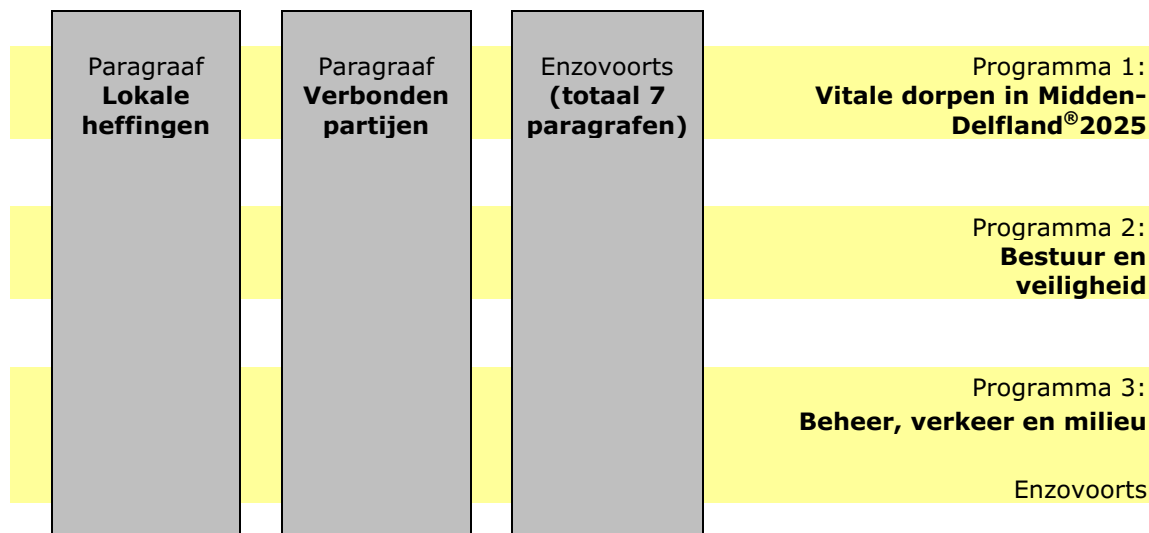 Paragraaf
Lokale
heffingen
Paragraaf
Verbonden
partijen
Enzovoorts
(totaal 7
paragrafen)
Programma 1:
Vitale dorpen in Midden-
Delfland®2025
Programma 2:
Bestuur en
veiligheid
Programma 3:
Beheer, verkeer en milieu
Enzovoorts